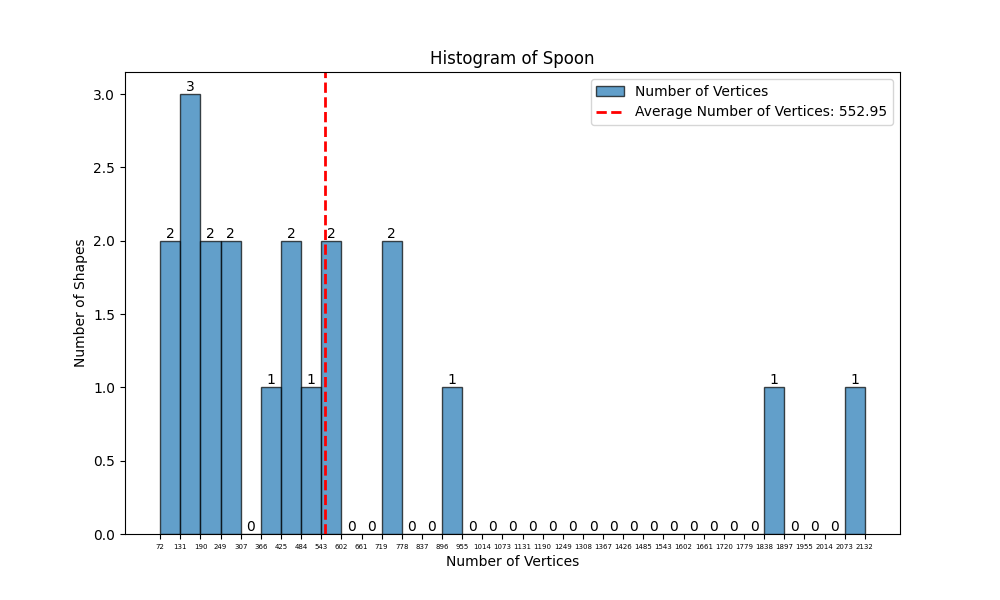 Histogram of Spoon
Number of Vertices
Average Number of Vertices: 552.95
Number of Shapes
3.0
2.5
2.0
1.5
1.0
0.5
0.0
2 3 2 2 0 1 2 1 2 0 0 2 0 0 1 0 0 0 0 0 0 0 0 0 0 0 0 0 0 0 1 0 0 0 1
72 131 190 249 307 366 425 484 543 602 661 719 778 837 896 955 1014 1073 1131 1190 1249 1308 1367 1426 1485 1543 1602 1661 1720 1779 1838 1897 1955 2014 2073 2132
Number of Vertices